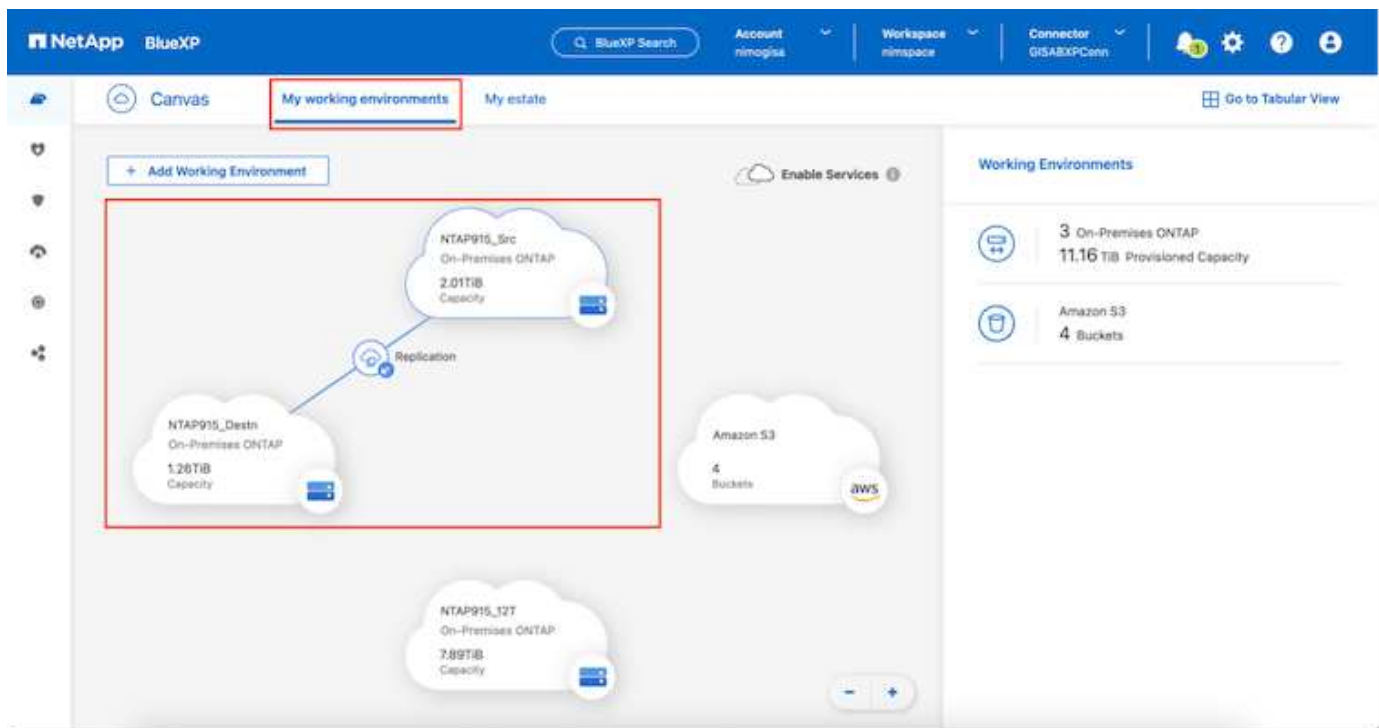 NetApp BlueXP
BlueXP Search
Account
nimogisa
Workspace
nimspace
Connector
GISABXPConn
1
Canvas
My working environments
My estate
Go to Tabular View
+ Add Working Environment
Enable Services
NTAP915_Src
On-Premises ONTAP
2.01TiB
Capacity
Replication
NTAP915_Destn
On-Premises ONTAP
1.26TiB
Capacity
Amazon S3
4
Buckets
aws
NTAP915_12T
On-Premises ONTAP
7.89TiB
Capacity
- +
Working Environments
3 On-Premises ONTAP
11.16 TiB Provisioned Capacity
Amazon S3
4 Buckets